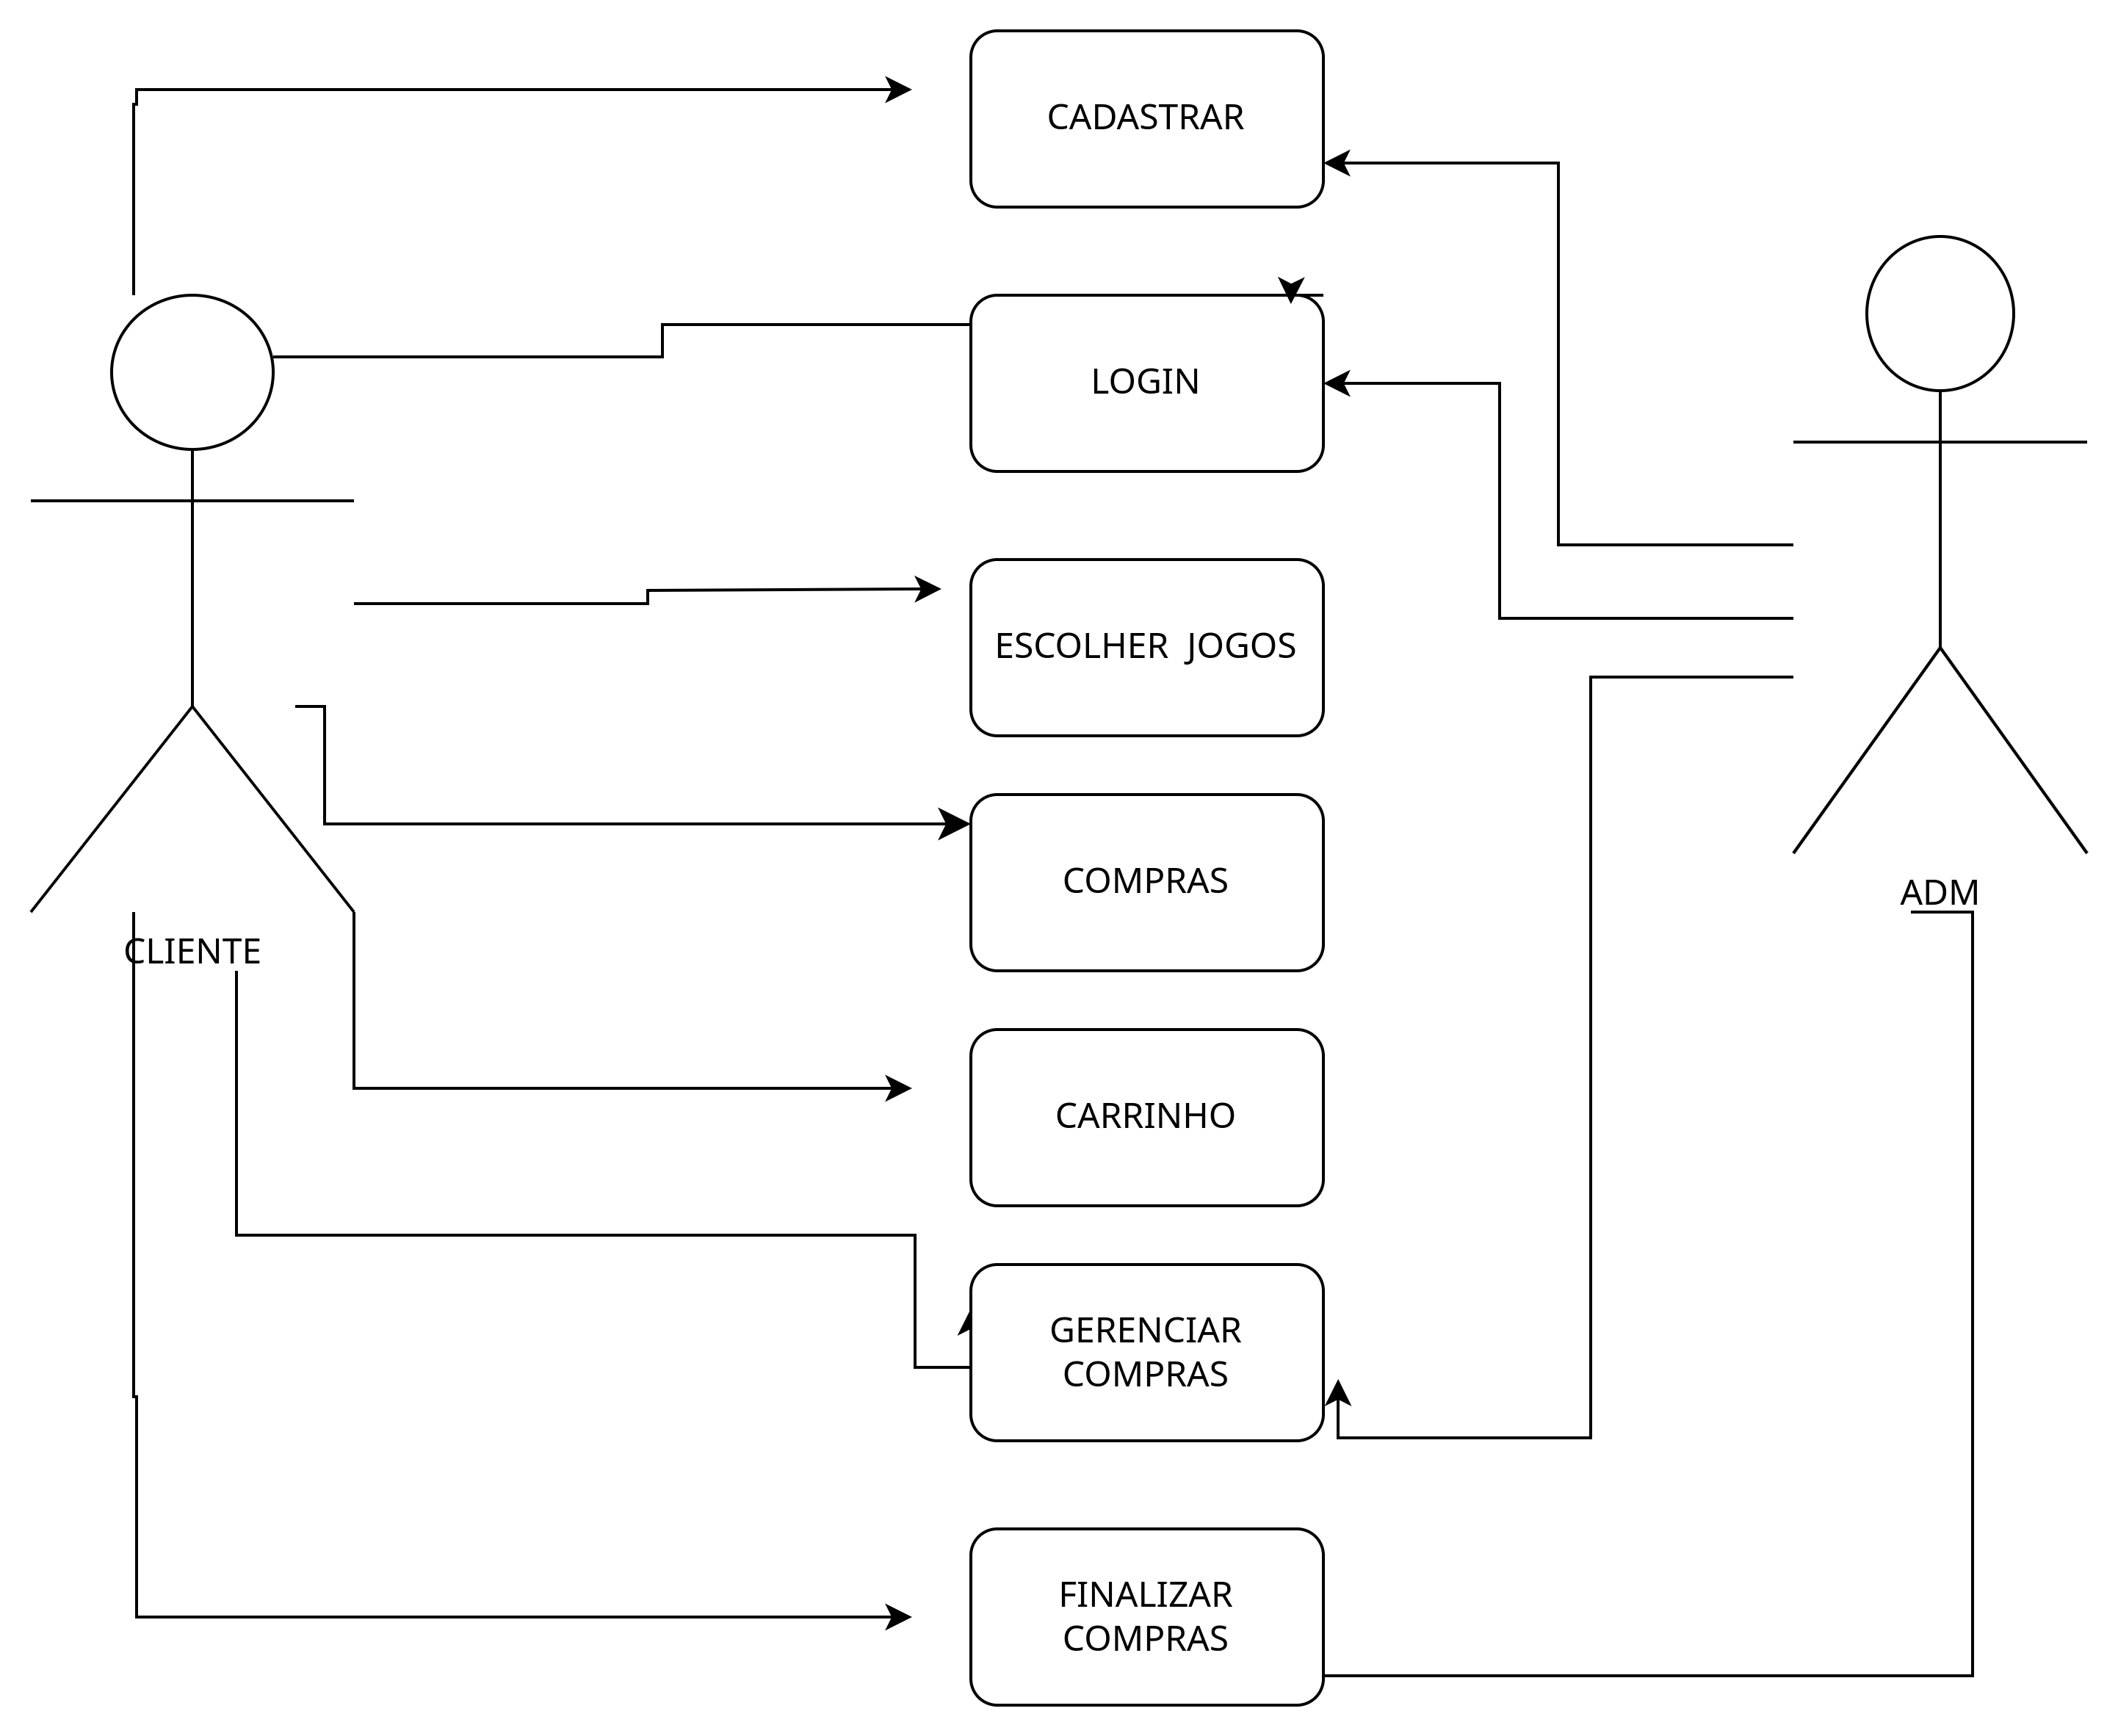 CADASTRAR
LOGIN
ESCOLHER  JOGOS
COMPRAS
ADM
CLIENTE
CARRINHO
GERENCIAR
COMPRAS
FINALIZAR
COMPRAS